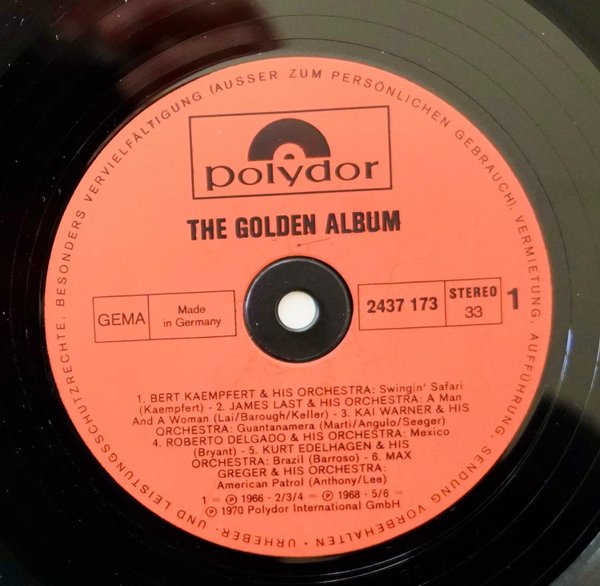 polydor
THE GOLDEN ALBUM
GEMA
Made
in Germany
2437 173
STEREO
33
1
1. BERT KAEMPFERT & HIS ORCHESTRA: Swingin' Safari
(Kaempfert) - 2. JAMES LAST & HIS ORCHESTRA: A Man
And A Woman (Lai/Barough/Keller) - 3. KAI WARNER & HIS
ORCHESTRA: Guantanamera (Marti/Angulo/Seeger)
4. ROBERTO DELGADO & HIS ORCHESTRA: Mexico
(Bryant) - 5. KURT EDELHAGEN & HIS
ORCHESTRA: Brazil (Barroso) - 6. MAX
GREGER & HIS ORCHESTRA:
American Patrol (Anthony/Lee)
1 = ℗ 1966 · 2/3/4 = ℗ 1968 · 5/6 =
℗ 1970 Polydor International GmbH
URHEBER- UND LEISTUNGSSCHUTZRECHTE, BESONDERS VERVIELFÄLTIGUNG (AUSSER ZUM PERSÖNLICHEN GEBRAUCH), VERMIETUNG, AUFFÜHRUNG, SENDUNG VORBEHALTEN ·